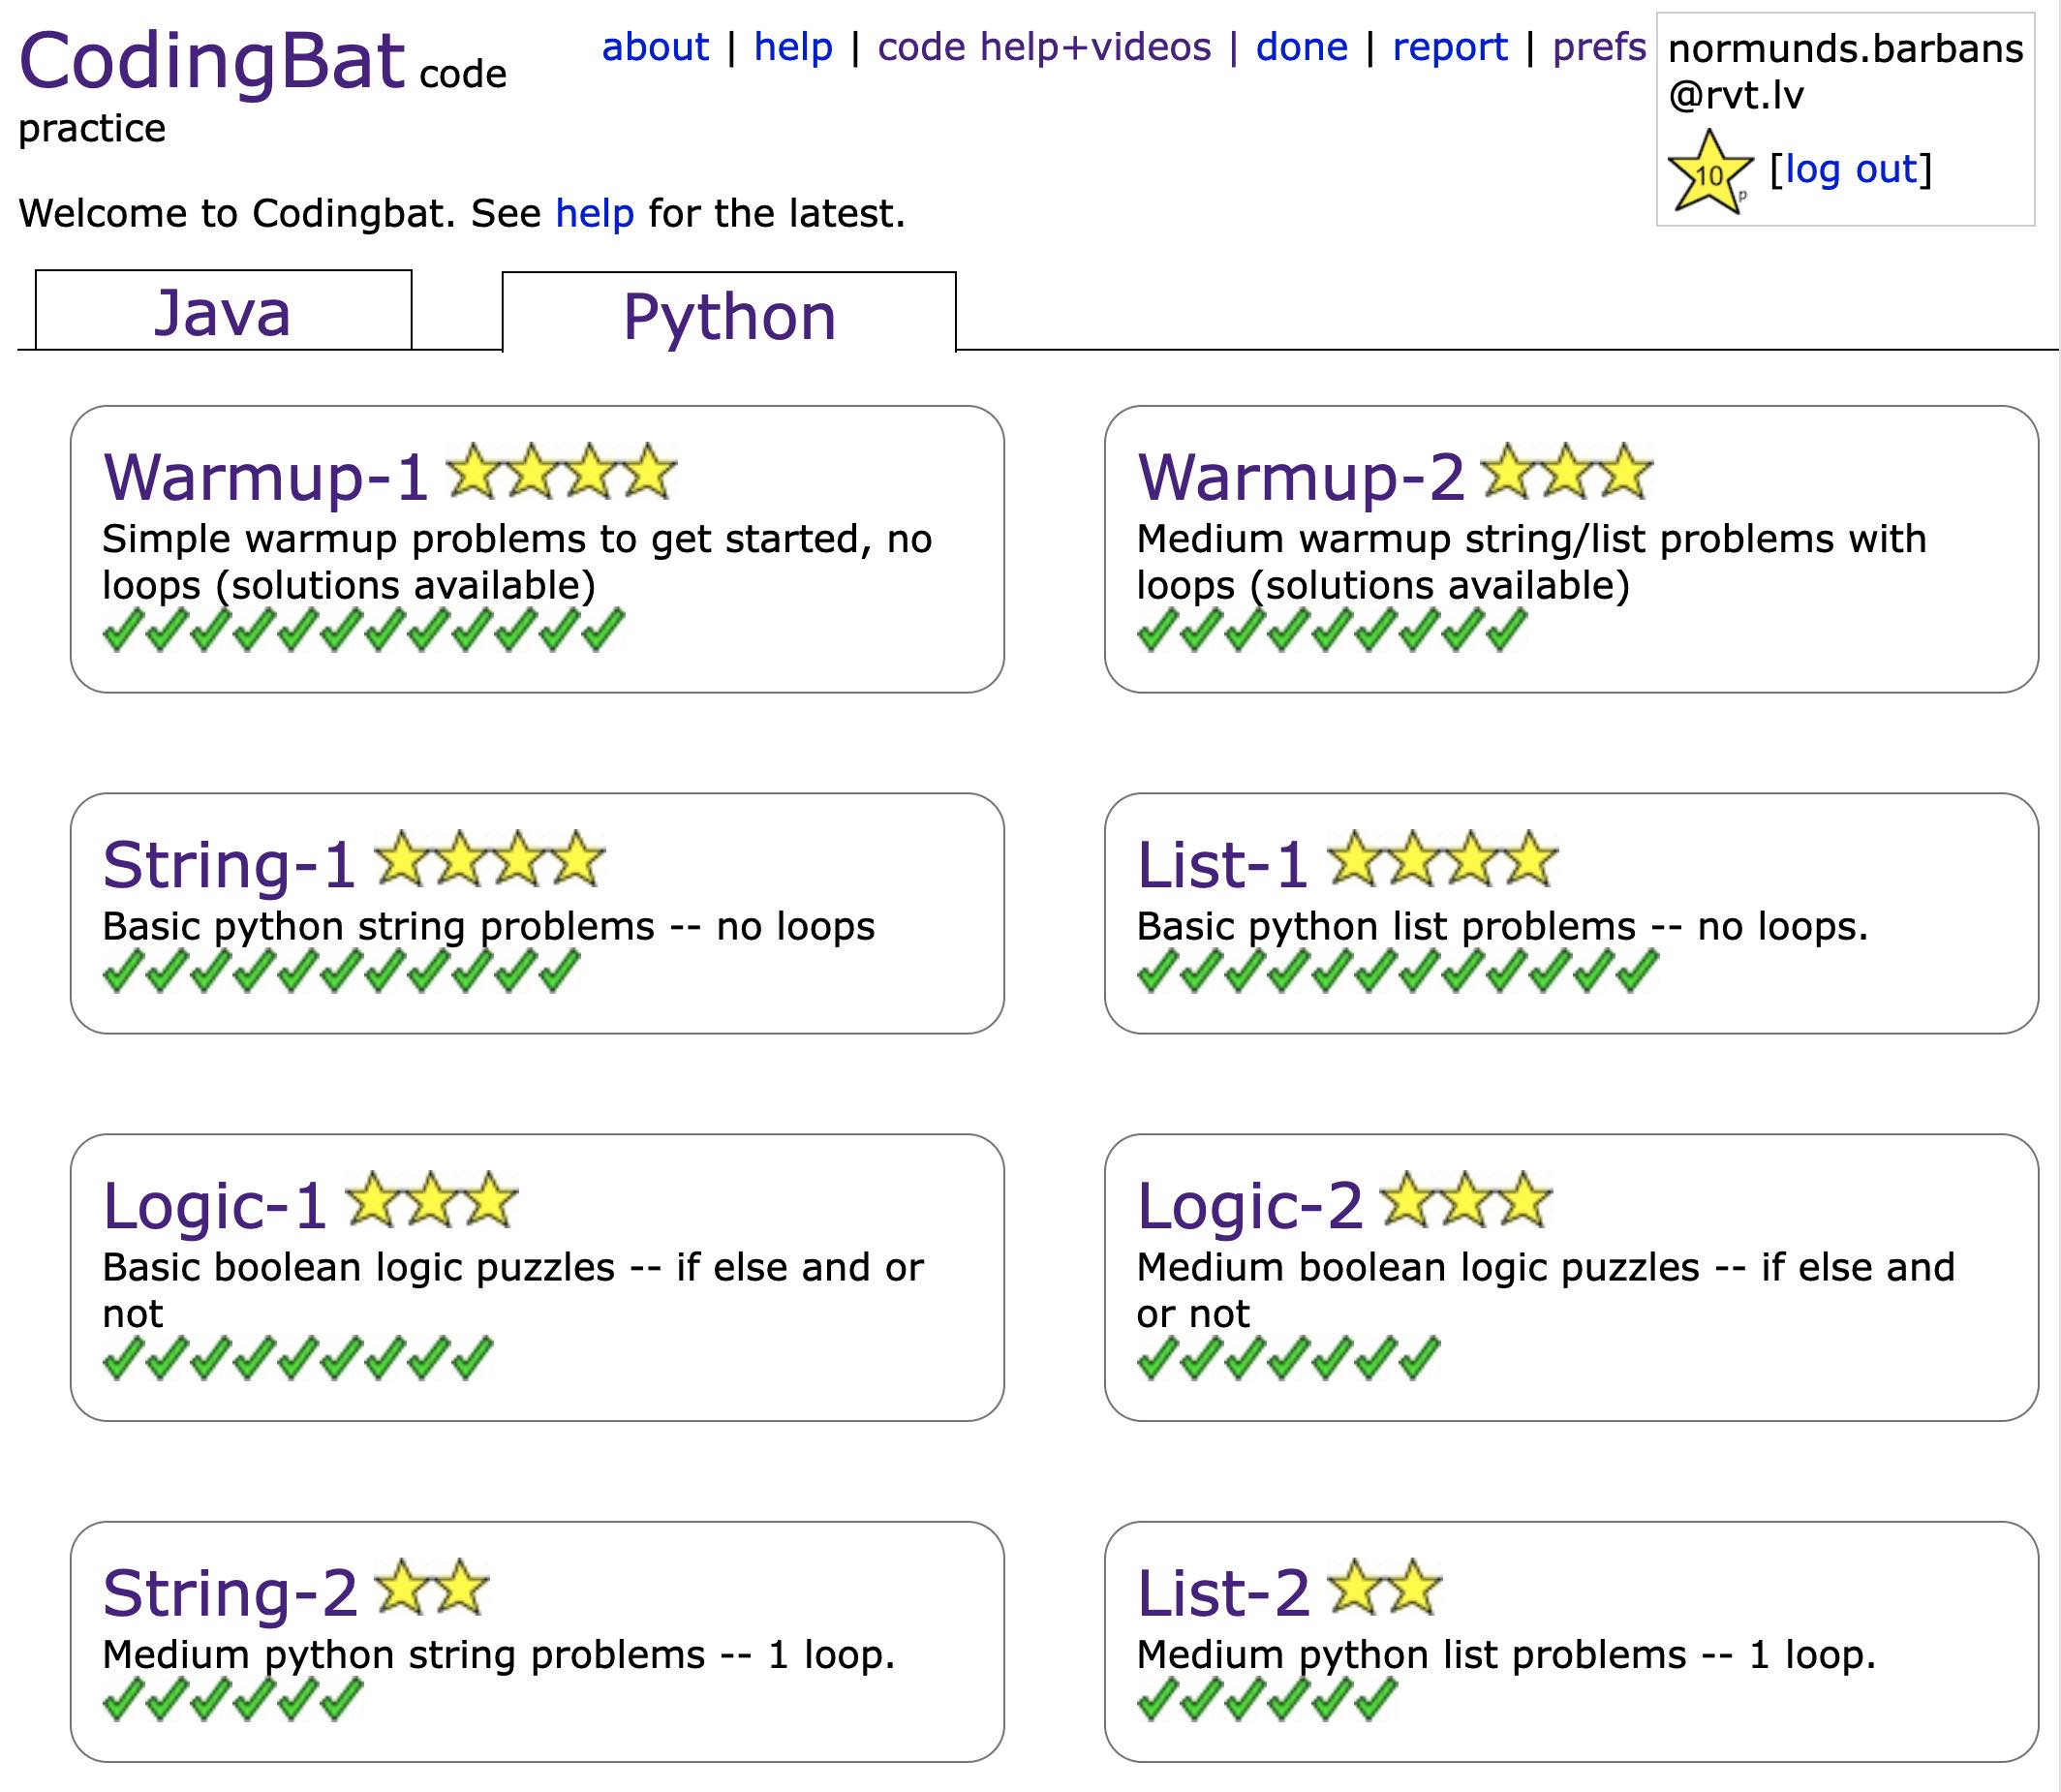 CodingBat code
practice
about | help | code help+videos | done | report | prefs
normunds.barbans
@rvt.lv
10 p [log out]
Welcome to Codingbat. See help for the latest.
Java
Python
Warmup-1
Simple warmup problems to get started, no
loops (solutions available)
Warmup-2
Medium warmup string/list problems with
loops (solutions available)
String-1
Basic python string problems -- no loops
List-1
Basic python list problems -- no loops.
Logic-1
Basic boolean logic puzzles -- if else and or
not
Logic-2
Medium boolean logic puzzles -- if else and
or not
String-2
Medium python string problems -- 1 loop.
List-2
Medium python list problems -- 1 loop.